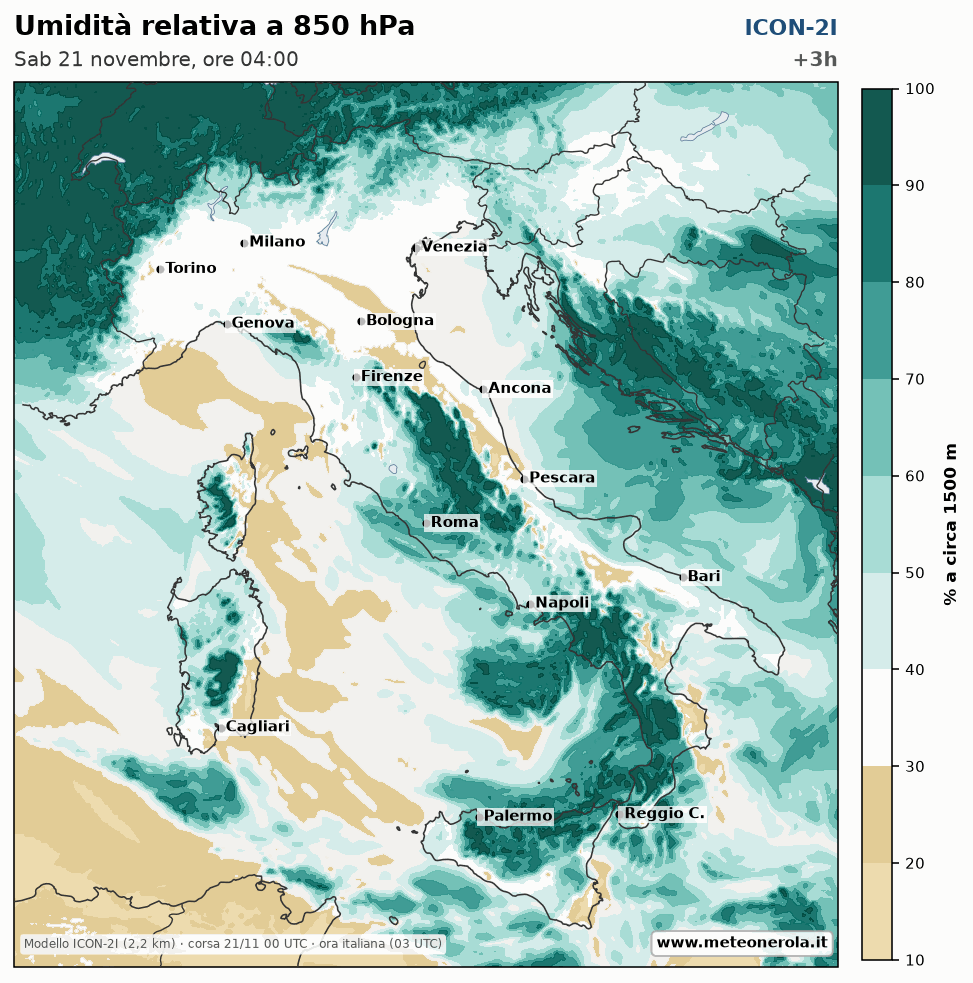 Umidità relativa a 850 hPa
ICON-2I
Sab 21 novembre, ore 04:00
+3h
100
90
80
70
60
50
40
30
20
10
% a circa 1500 m
Milano
Venezia
Torino
Genova
Bologna
Firenze
Ancona
Pescara
Roma
Bari
Napoli
Cagliari
Palermo
Reggio C.
Modello ICON-2I (2,2 km) · corsa 21/11 00 UTC · ora italiana (03 UTC)
www.meteonerola.it